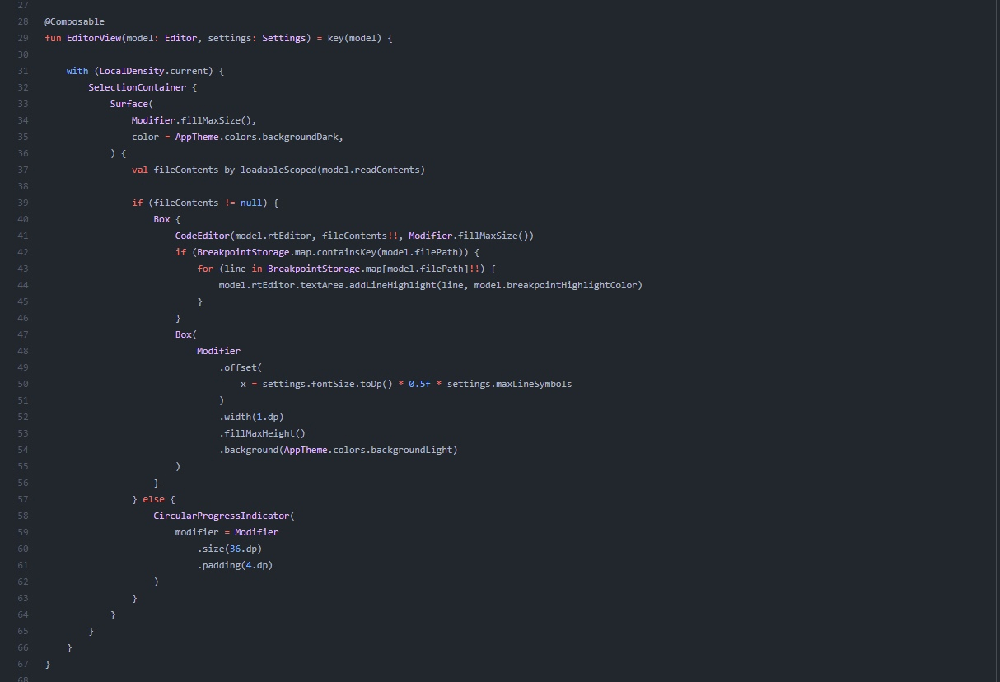 27
28 @Composable
29 fun EditorView(model: Editor, settings: Settings) = key(model) {
30
31     with (LocalDensity.current) {
32         SelectionContainer {
33             Surface(
34                 Modifier.fillMaxSize(),
35                 color = AppTheme.colors.backgroundDark,
36             ) {
37                 val fileContents by loadableScoped(model.readContents)
38
39                 if (fileContents != null) {
40                     Box {
41                         CodeEditor(model.rtEditor, fileContents!!, Modifier.fillMaxSize())
42                         if (BreakpointStorage.map.containsKey(model.filePath)) {
43                             for (line in BreakpointStorage.map[model.filePath]!!) {
44                                 model.rtEditor.textArea.addLineHighlight(line, model.breakpointHighlightColor)
45                             }
46                         }
47                         Box(
48                             Modifier
49                                 .offset(
50                                     x = settings.fontSize.toDp() * 0.5f * settings.maxLineSymbols
51                                 )
52                                 .width(1.dp)
53                                 .fillMaxHeight()
54                                 .background(AppTheme.colors.backgroundLight)
55                         )
56                     }
57                 } else {
58                     CircularProgressIndicator(
59                         modifier = Modifier
60                             .size(36.dp)
61                             .padding(4.dp)
62                     )
63                 }
64             }
65         }
66     }
67 }
68